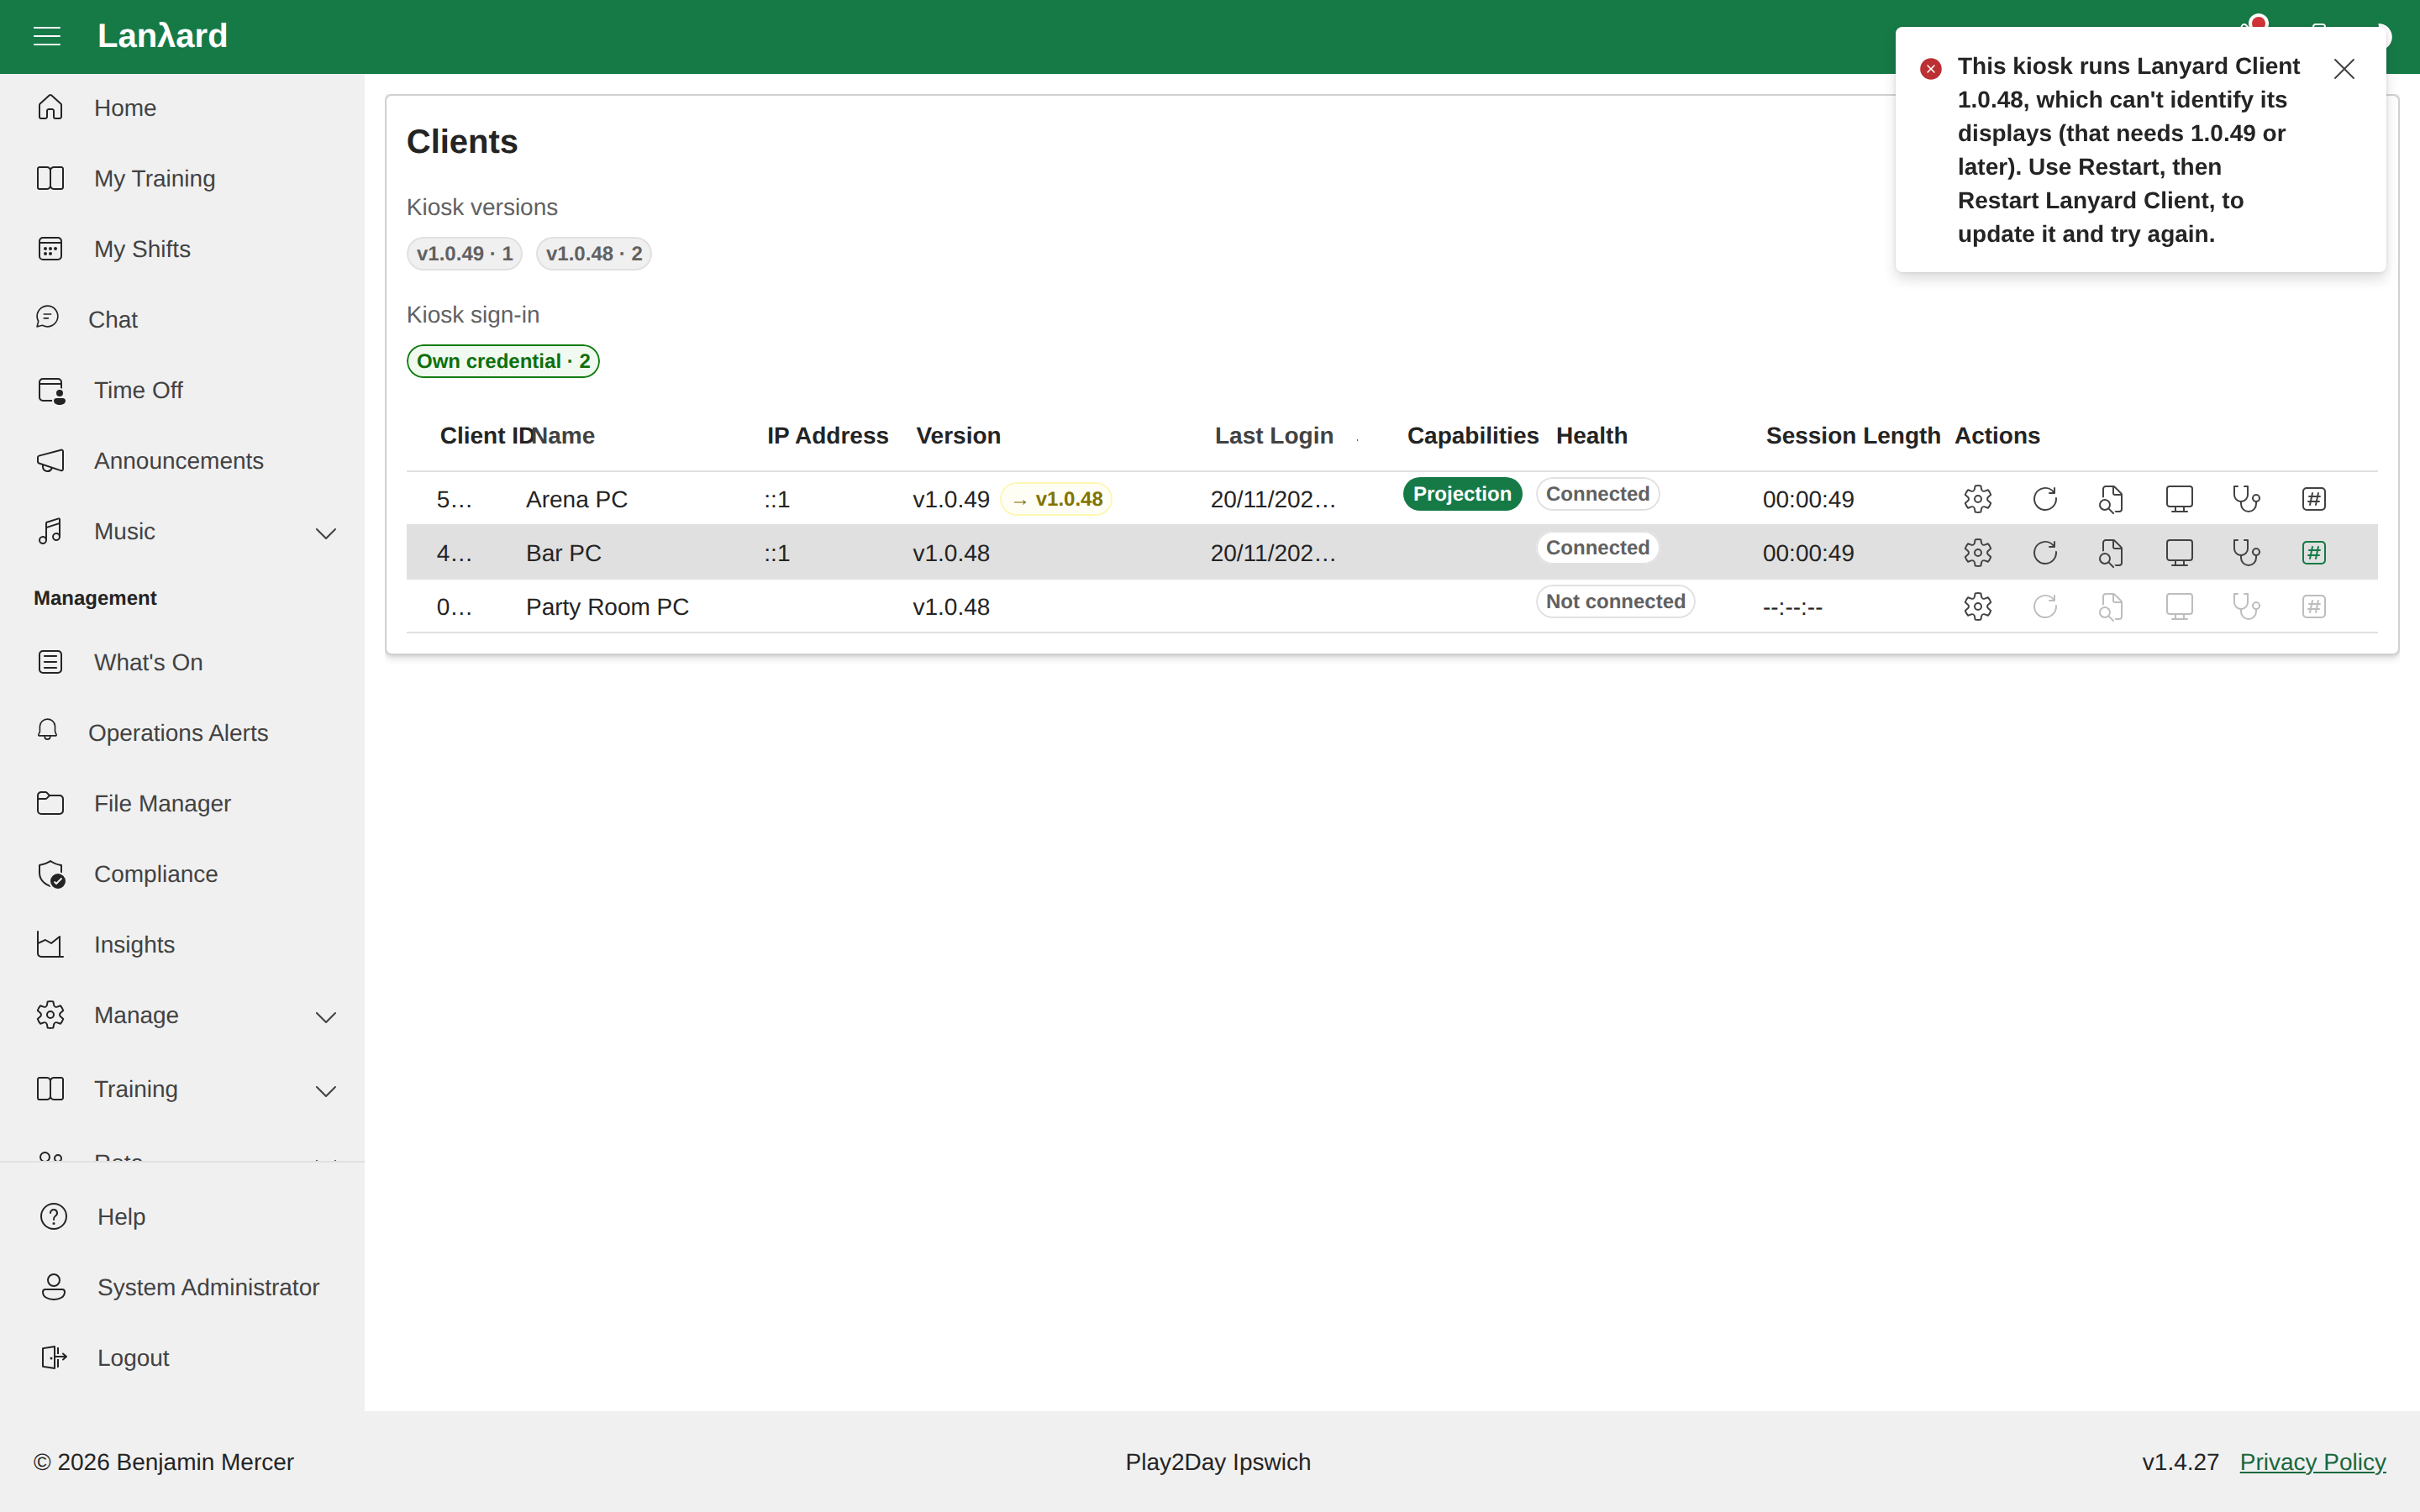 Lanλard
This kiosk runs Lanyard Client
1.0.48, which can't identify its
displays (that needs 1.0.49 or
later). Use Restart, then
Restart Lanyard Client, to
update it and try again.
Home
My Training
My Shifts
Chat
Time Off
Announcements
Music
Management
What's On
Operations Alerts
File Manager
Compliance
Insights
Manage
Training
Help
System Administrator
Logout
Clients
Kiosk versions
v1.0.49 · 1 v1.0.48 · 2
Kiosk sign-in
Own credential · 2
Client ID Name IP Address Version Last Login Capabilities Health Session Length Actions
5… Arena PC ::1 v1.0.49 → v1.0.48 20/11/202… Projection Connected 00:00:49
4… Bar PC ::1 v1.0.48 20/11/202… Connected 00:00:49
0… Party Room PC v1.0.48 Not connected --:--:--
© 2026 Benjamin Mercer Play2Day Ipswich v1.4.27 Privacy Policy